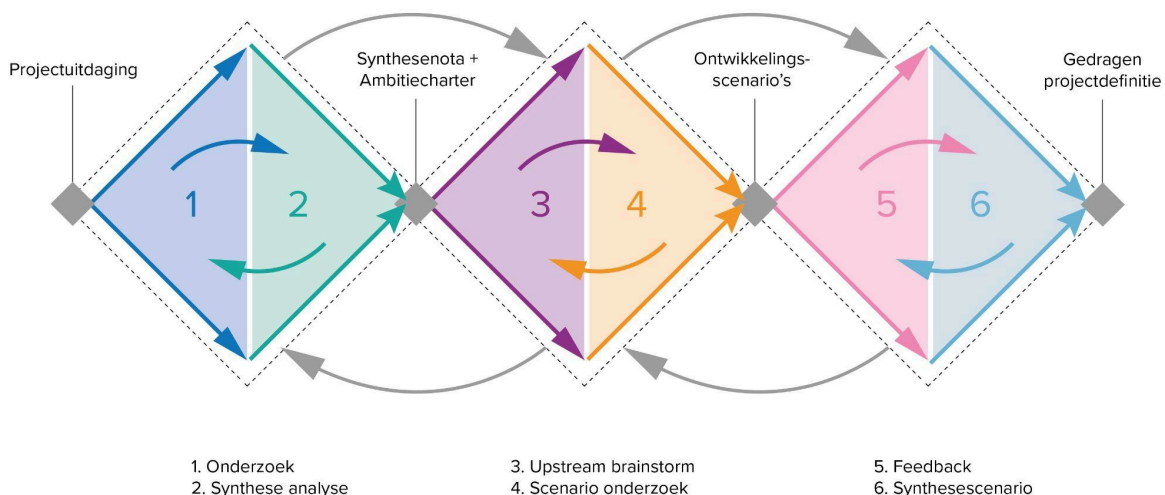 Projectuitdaging
Synthesenota +
Ambitiecharter
Ontwikkelings-
scenario's
Gedragen
projectdefinitie
1
2
3
4
5
6
1. Onderzoek
2. Synthese analyse
3. Upstream brainstorm
4. Scenario onderzoek
5. Feedback
6. Synthesescenario